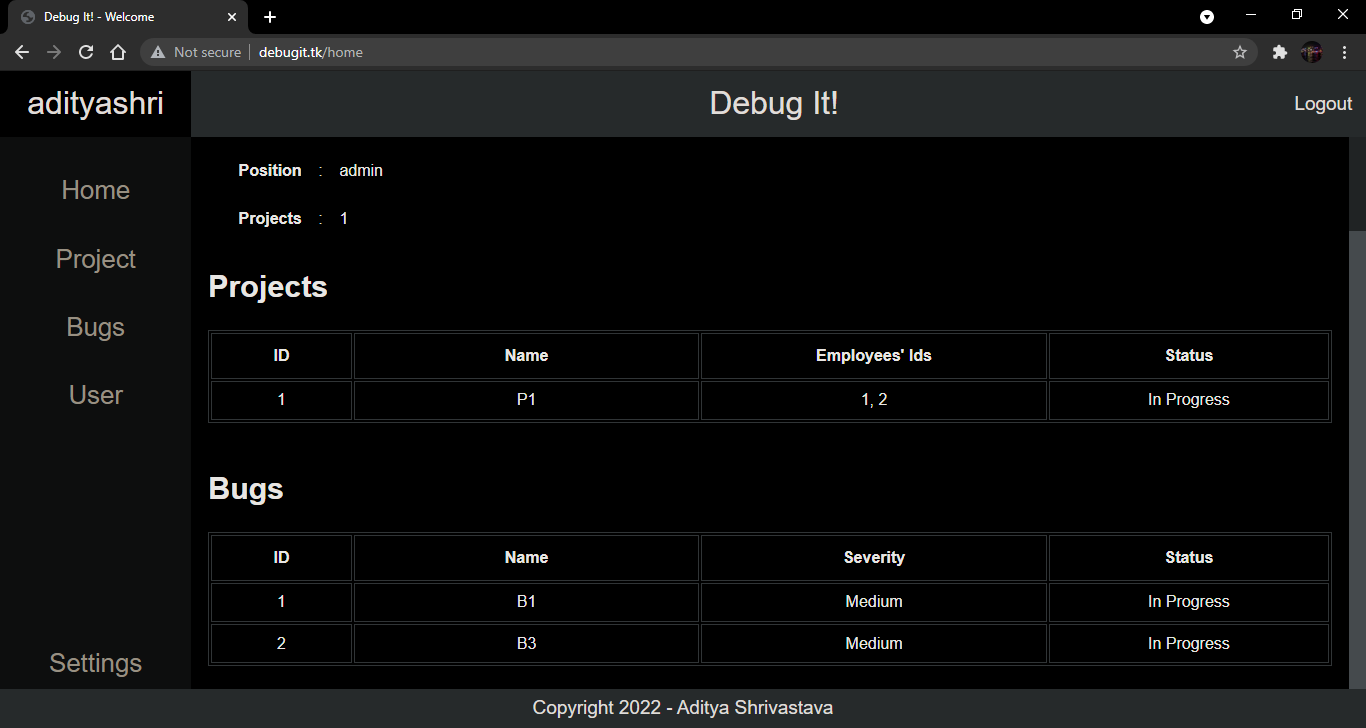 Debug It! - Welcome
Not secure debugit.tk/home
adityashri
Debug It!
Logout
Home
Project
Bugs
User
Settings
Position : admin
Projects : 1
Projects
ID Name Employees' Ids Status
1 P1 1, 2 In Progress
Bugs
ID Name Severity Status
1 B1 Medium In Progress
2 B3 Medium In Progress
Copyright 2022 - Aditya Shrivastava